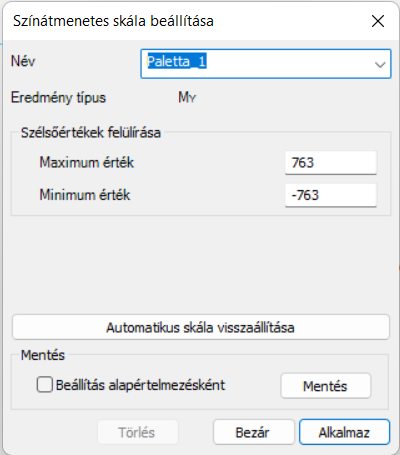 Színátmenetes skála beállítása
Név
Paletta_1
Eredmény típus My
Szélsőértékek felülírása
Maximum érték 763
Minimum érték -763
Automatikus skála visszaállítása
Mentés
Beállítás alapértelmezésként Mentés
Törlés Bezár Alkalmaz